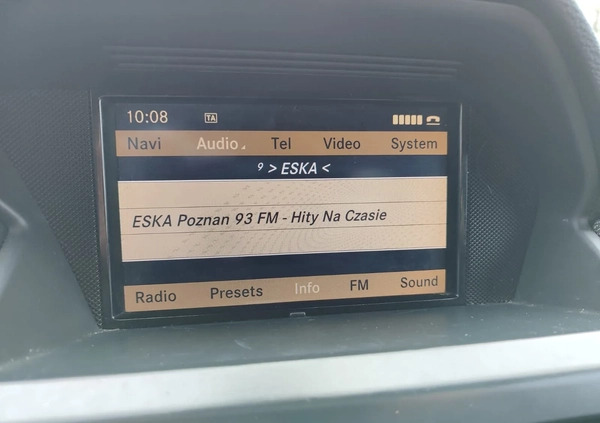 10:08 TA
Navi Audio Tel Video System
9 > ESKA <
ESKA Poznan 93 FM - Hity Na Czasie
Radio Presets Info FM Sound